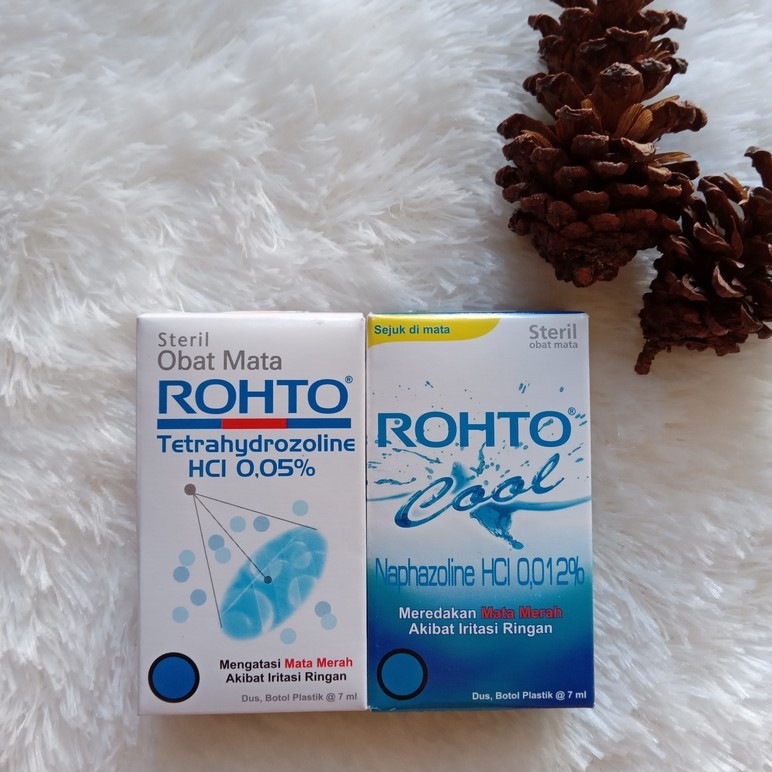 Steril
Obat Mata
ROHTO®
Tetrahydrozoline
HCl 0,05%
Mengatasi Mata Merah
Akibat Iritasi Ringan
Dus, Botol Plastik @ 7 ml
Sejuk di mata
Steril
obat mata
ROHTO®
Cool
Naphazoline HCl 0,012%
Meredakan Mata Merah
Akibat Iritasi Ringan
Dus, Botol Plastik @ 7 ml